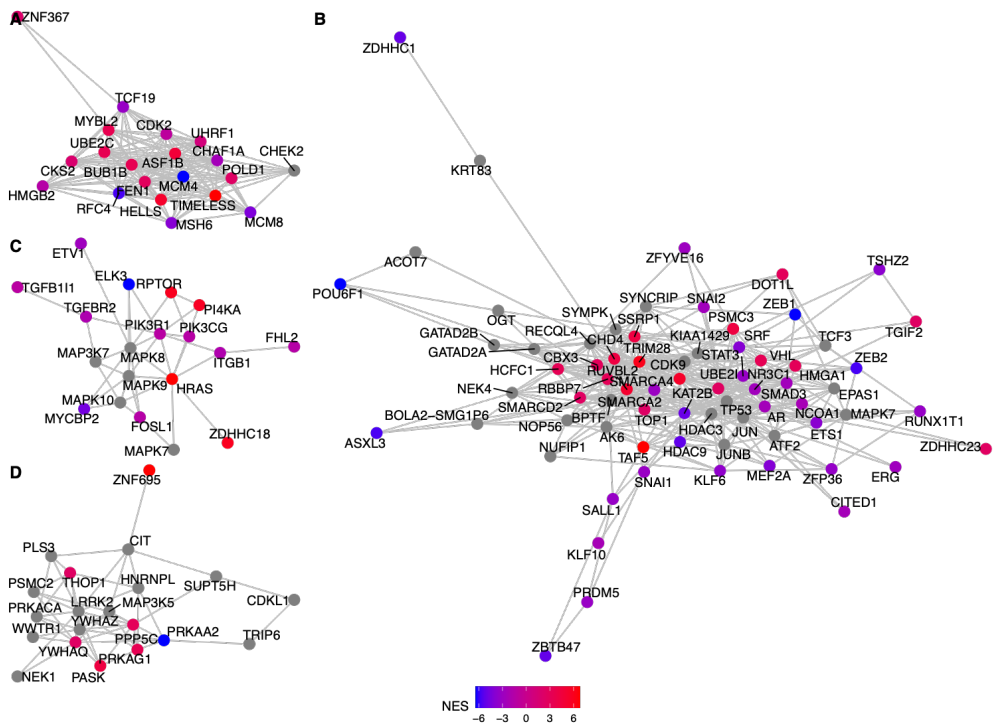 A
ZNF367
TCF19
MYBL2
CDK2
UHRF1
UBE2C
CHAF1A
CHEK2
CKS2
BUB1B
ASF1B
POLD1
HMGB2
FEN1
MCM4
RFC4
HELLS
TIMELESS
MSH6
MCM8
B
ZDHHC1
KRT83
ACOT7
POU6F1
ZFYVE16
TSHZ2
DOT1L
SYNCRIP
SNAI2
ZEB1
OGT
SYMPK
SSRP1
PSMC3
TGIF2
GATAD2B
RECQL4
KIAA1429
SRF
TCF3
GATAD2A
CHD4
TRIM28
STAT3
VHL
ZEB2
CBX3
RUVBL2
CDK9
HCFC1
UBE2I
NR3C1
HMGA1
NEK4
RBBP7
SMARCA4
KAT2B
SMAD3
EPAS1
SMARCD2
SMARCA2
TP53
NCOA1
MAPK7
RUNX1T1
BOLA2−SMG1P6
BPTF
TOP1
AR
NOP56
HDAC3
JUN
ETS1
ASXL3
AK6
ATF2
ZDHHC23
NUFIP1
TAF5
HDAC9
JUNB
SNAI1
KLF6
MEF2A
ZFP36
ERG
SALL1
CITED1
KLF10
PRDM5
ZBTB47
C
ETV1
ELK3
RPTOR
TGFB1I1
PI4KA
TGFBR2
PIK3R1
PIK3CG
FHL2
MAP3K7
MAPK8
ITGB1
MAPK9
HRAS
MAPK10
MYCBP2
FOSL1
ZDHHC18
MAPK7
D
ZNF695
PLS3
CIT
PSMC2
THOP1
HNRNPL
SUPT5H
CDKL1
PRKACA
LRRK2
MAP3K5
WWTR1
YWHAZ
PPP5C
PRKAA2
TRIP6
YWHAQ
PRKAG1
NEK1
PASK
NES
−6 −3 0 3 6